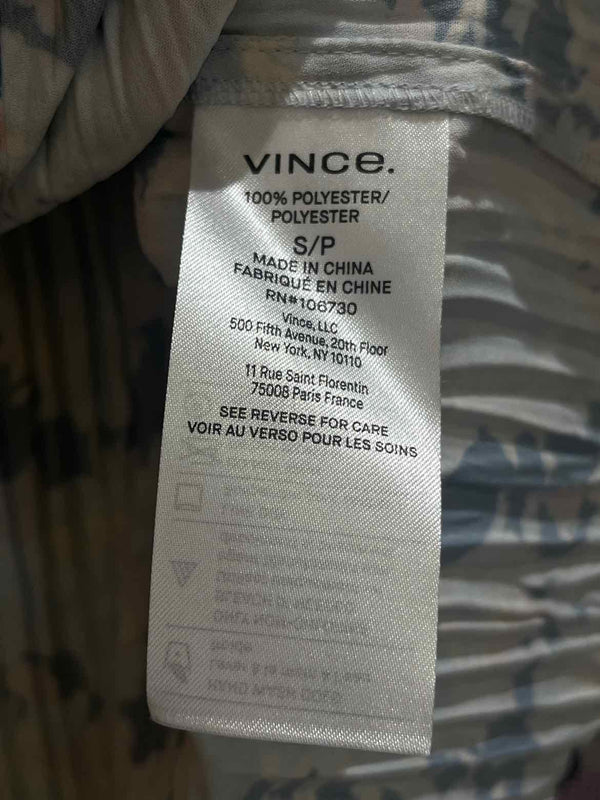 VINCE.
100% POLYESTER/
POLYESTER
S/P
MADE IN CHINA
FABRIQUÉ EN CHINE
RN#106730
Vince, LLC
500 Fifth Avenue, 20th Floor
New York, NY 10110
11 Rue Saint Florentin
75008 Paris France
SEE REVERSE FOR CARE
VOIR AU VERSO POUR LES SOINS